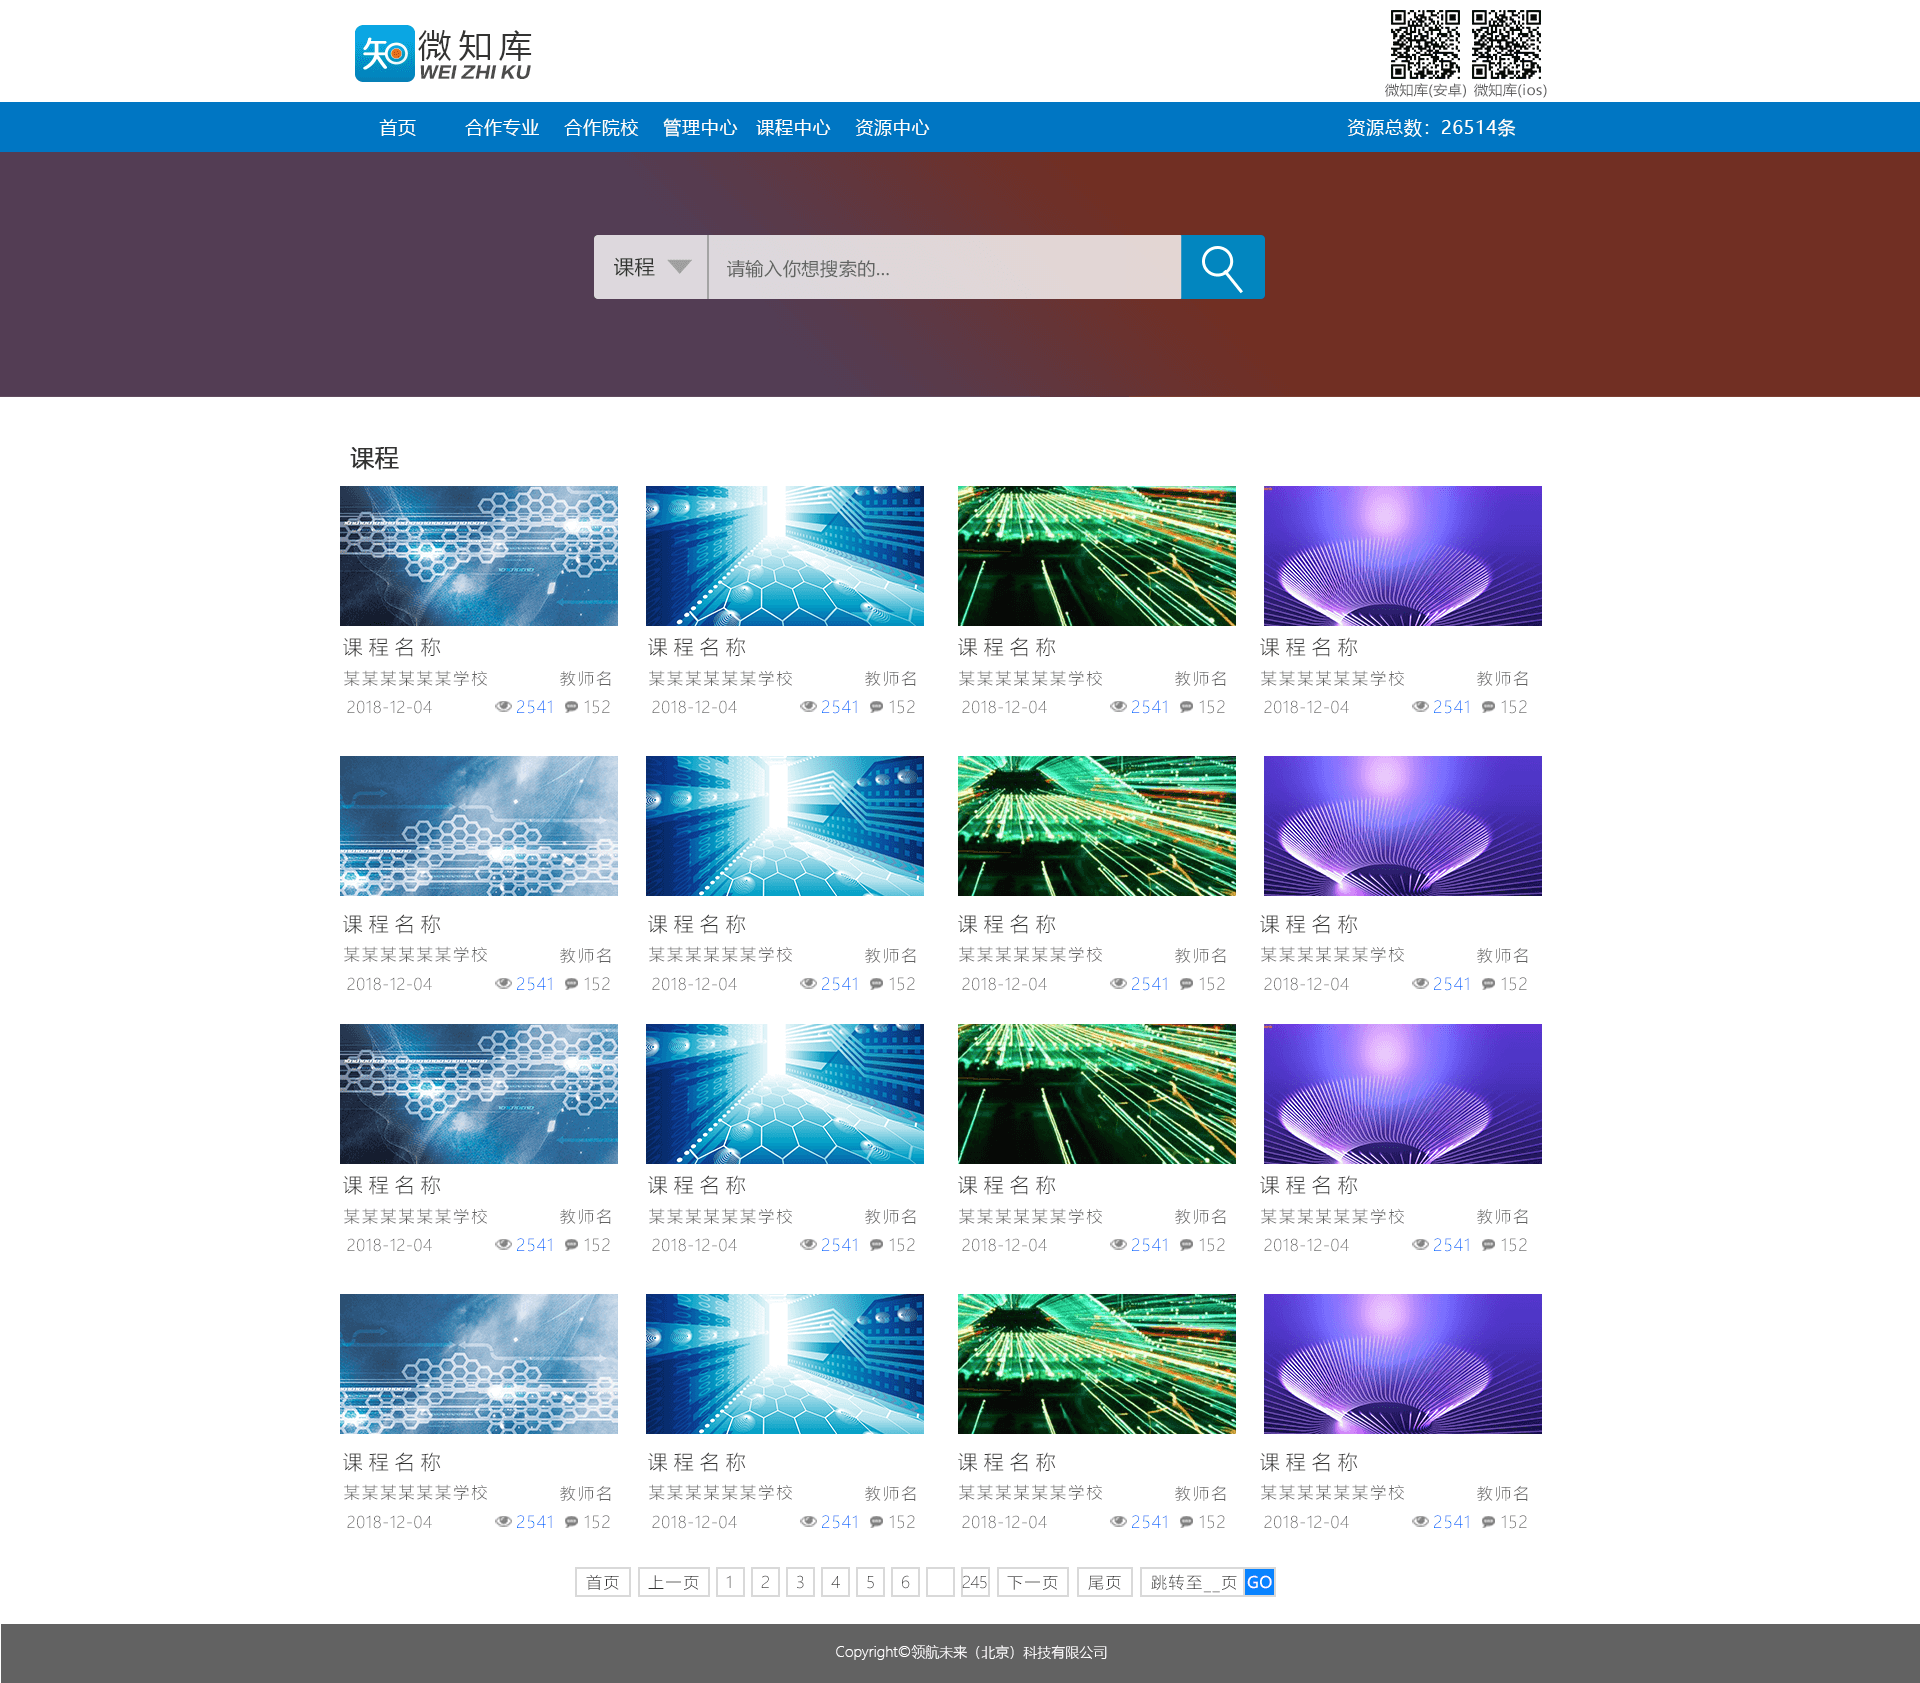 知 微知库
WEI ZHI KU
微知库(安卓) 微知库(ios)
首页 合作专业 合作院校 管理中心 课程中心 资源中心 资源总数：26514条
课程 请输入你想搜索的...
课程
课程名称 课程名称 课程名称 课程名称
某某某某某某学校 教师名 某某某某某某学校 教师名 某某某某某某学校 教师名 某某某某某某学校 教师名
2018-12-04 2541 152 2018-12-04 2541 152 2018-12-04 2541 152 2018-12-04 2541 152
课程名称 课程名称 课程名称 课程名称
某某某某某某学校 教师名 某某某某某某学校 教师名 某某某某某某学校 教师名 某某某某某某学校 教师名
2018-12-04 2541 152 2018-12-04 2541 152 2018-12-04 2541 152 2018-12-04 2541 152
课程名称 课程名称 课程名称 课程名称
某某某某某某学校 教师名 某某某某某某学校 教师名 某某某某某某学校 教师名 某某某某某某学校 教师名
2018-12-04 2541 152 2018-12-04 2541 152 2018-12-04 2541 152 2018-12-04 2541 152
课程名称 课程名称 课程名称 课程名称
某某某某某某学校 教师名 某某某某某某学校 教师名 某某某某某某学校 教师名 某某某某某某学校 教师名
2018-12-04 2541 152 2018-12-04 2541 152 2018-12-04 2541 152 2018-12-04 2541 152
首页 上一页 1 2 3 4 5 6 245 下一页 尾页 跳转至__页 GO
Copyright©领航未来（北京）科技有限公司